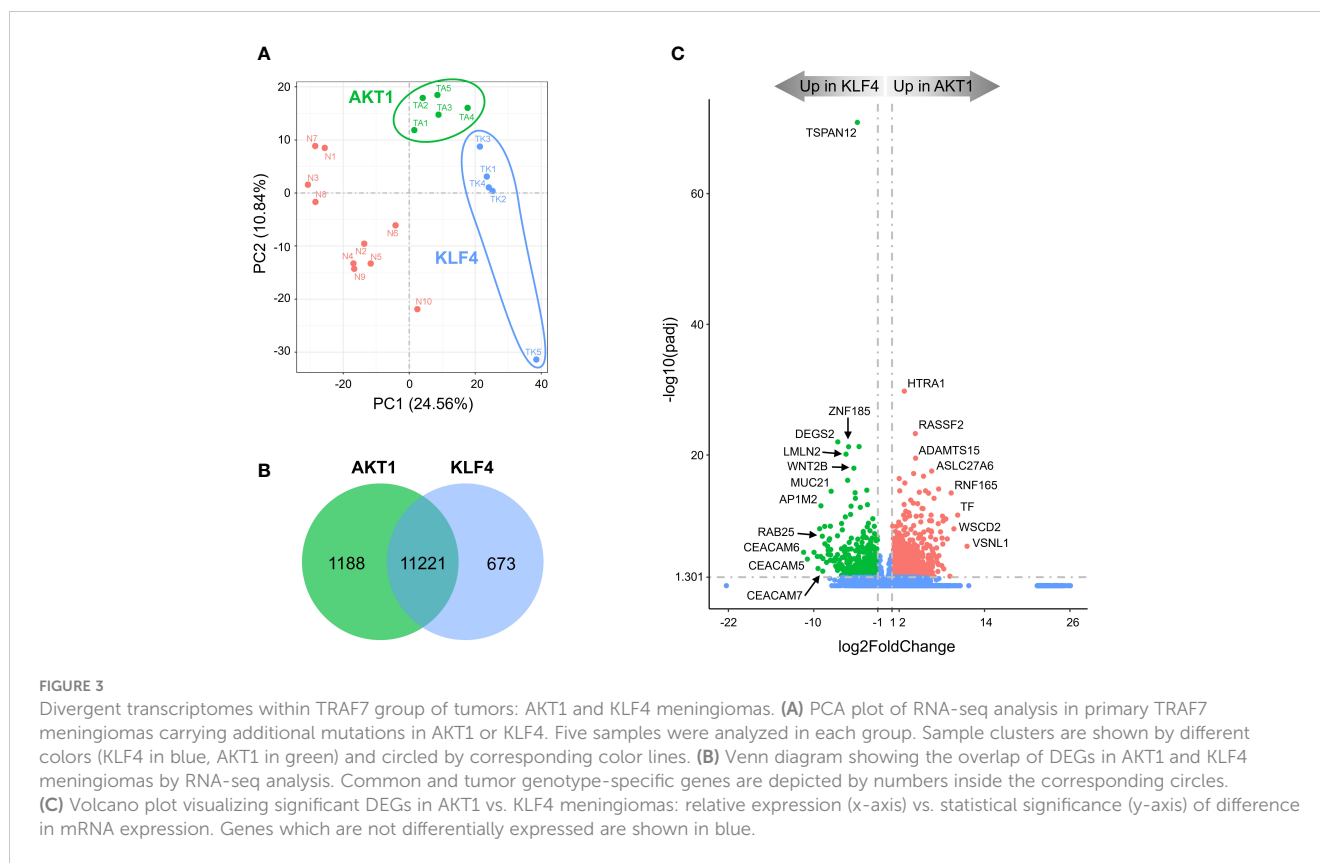 A
AKT1
TA5
TA2
TA3
TA4
TA1
N7
N1
N3
N8
TK3
TK1
TK4
TK2
N6
N2
N4
N5
N9
KLF4
N10
TK5
20
10
0
-10
-20
-30
-20
0
20
40
PC2 (10.84%)
PC1 (24.56%)
B
AKT1
KLF4
1188
11221
673
C
Up in KLF4
Up in AKT1
TSPAN12
HTRA1
ZNF185
RASSF2
DEGS2
LMLN2
ADAMTS15
WNT2B
ASLC27A6
MUC21
RNF165
AP1M2
TF
RAB25
WSCD2
CEACAM6
VSNL1
CEACAM5
CEACAM7
60
40
20
1.301
-log10(padj)
-22
-10
-1
1
2
14
26
log2FoldChange
FIGURE 3
Divergent transcriptomes within TRAF7 group of tumors: AKT1 and KLF4 meningiomas. (A) PCA plot of RNA-seq analysis in primary TRAF7
meningiomas carrying additional mutations in AKT1 or KLF4. Five samples were analyzed in each group. Sample clusters are shown by different
colors (KLF4 in blue, AKT1 in green) and circled by corresponding color lines. (B) Venn diagram showing the overlap of DEGs in AKT1 and KLF4
meningiomas by RNA-seq analysis. Common and tumor genotype-specific genes are depicted by numbers inside the corresponding circles.
(C) Volcano plot visualizing significant DEGs in AKT1 vs. KLF4 meningiomas: relative expression (x-axis) vs. statistical significance (y-axis) of difference
in mRNA expression. Genes which are not differentially expressed are shown in blue.